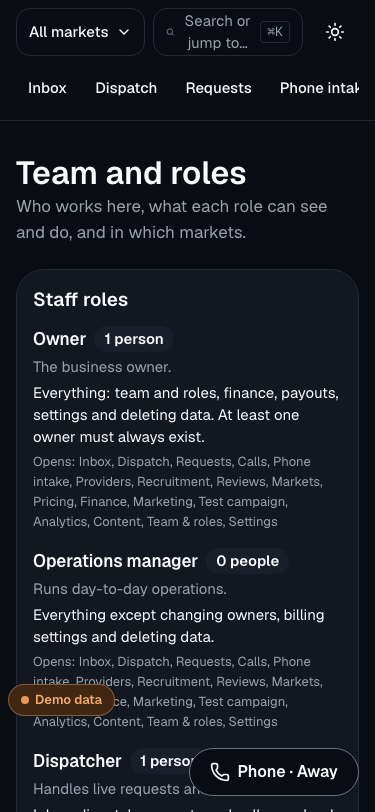 All markets
Search or
jump to...
⌘K
Inbox Dispatch Requests Phone intak
Team and roles
Who works here, what each role can see
and do, and in which markets.
Staff roles
Owner 1 person
The business owner.
Everything: team and roles, finance, payouts,
settings and deleting data. At least one
owner must always exist.
Opens: Inbox, Dispatch, Requests, Calls, Phone
intake, Providers, Recruitment, Reviews, Markets,
Pricing, Finance, Marketing, Test campaign,
Analytics, Content, Team & roles, Settings
Operations manager 0 people
Runs day-to-day operations.
Everything except changing owners, billing
settings and deleting data.
Opens: Inbox, Dispatch, Requests, Calls, Phone
intake, Providers, Recruitment, Reviews, Markets,
Demo data
Marketing, Test campaign,
Analytics, Content, Team & roles, Settings
Dispatcher 1 person
Phone · Away
Handles live requests